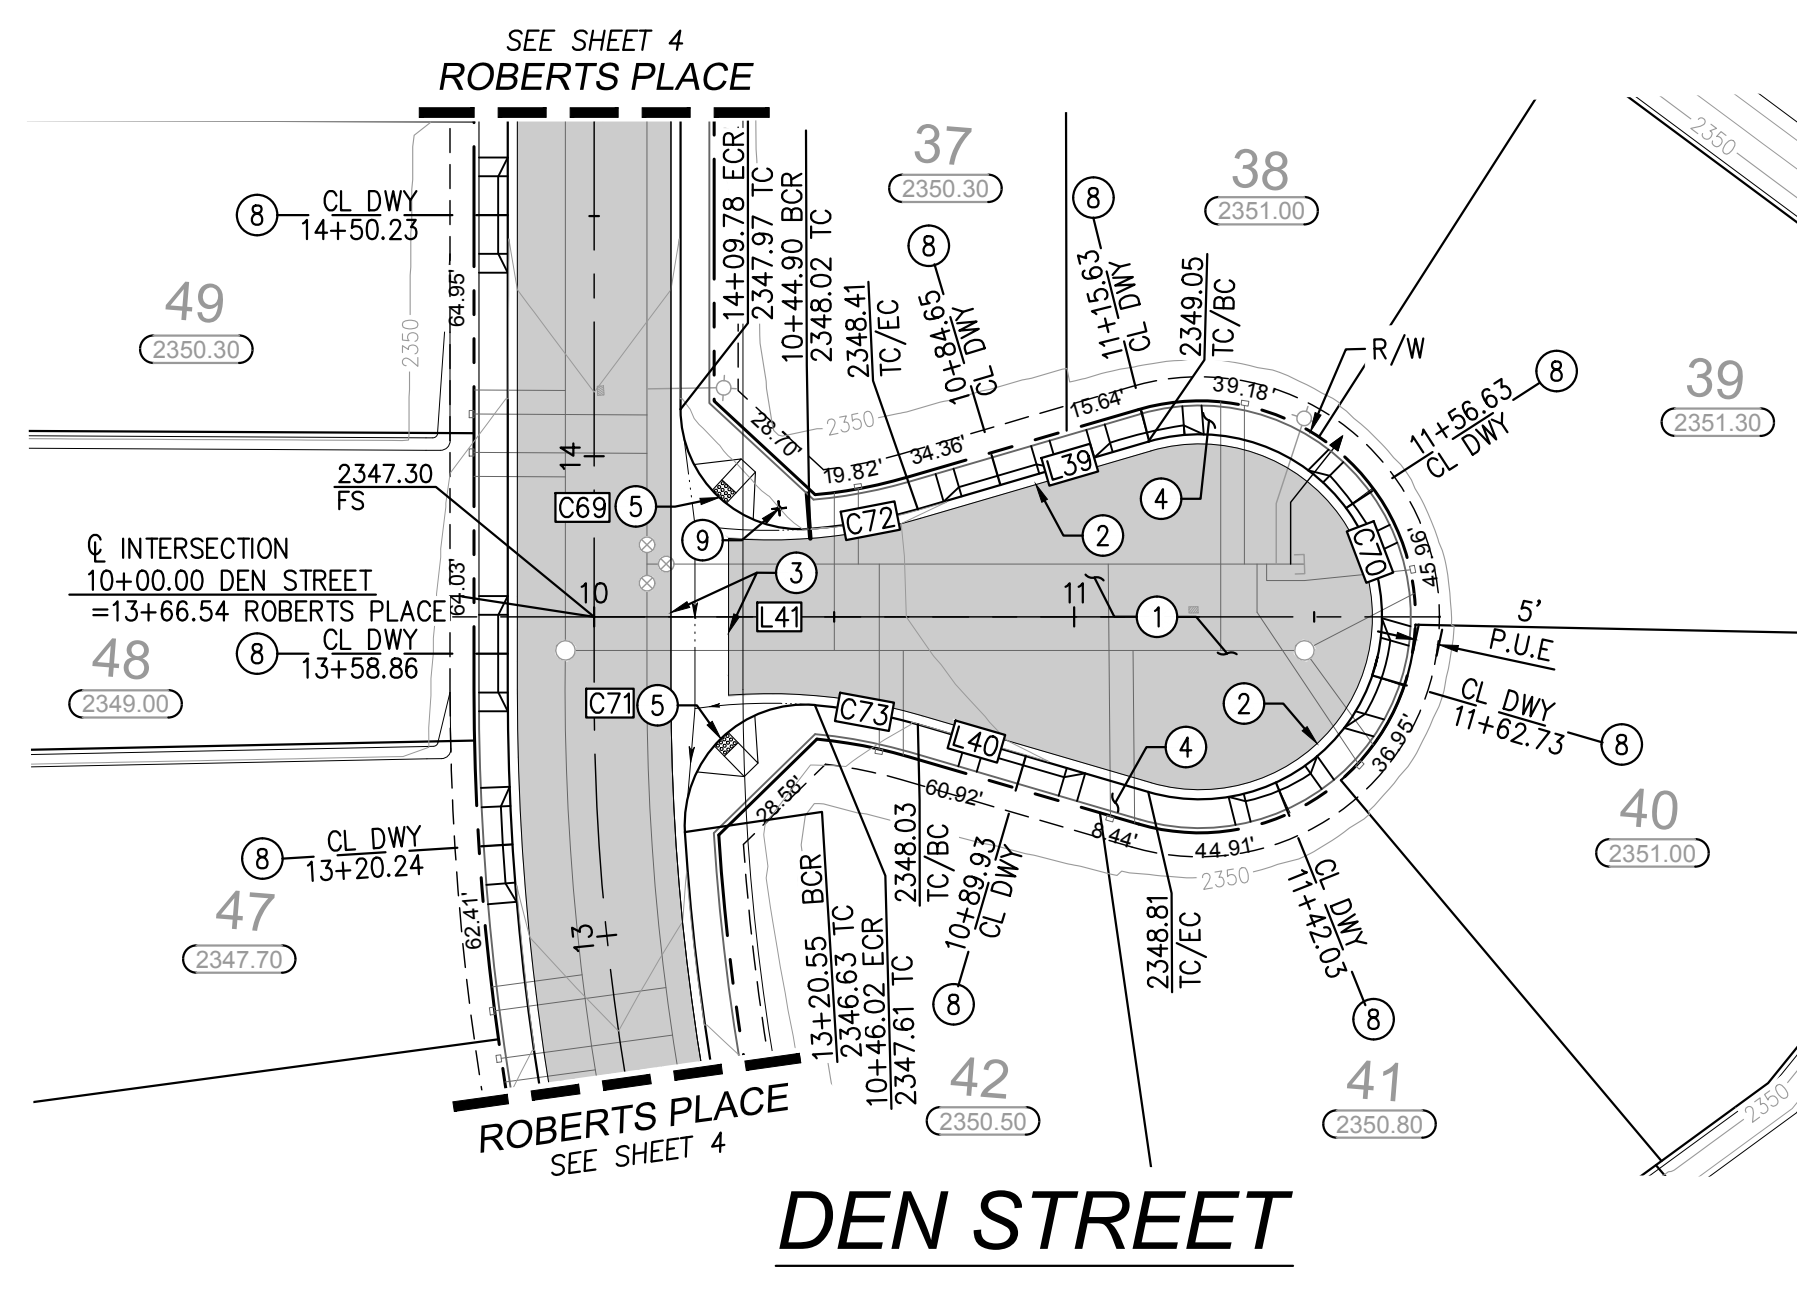 SEE SHEET 4
ROBERTS PLACE
37
2350.30
38
2351.00
8
CL DWY
14+50.23
49
2350.30
64.95'
2350
14+09.78 ECR
2347.97 TC
10+44.90 BCR
2348.02 TC
2348.41
TC/EC
8
10+84.65
CL DWY
8
11+15.63
CL DWY
2349.05
TC/BC
R/W
2350
39
2351.30
8
11+56.63
CL DWY
39.18'
15.64'
34.36'
19.82'
28.70'
2350
2347.30
FS
14
C69
5
9
C72
L39
2
4
C70
45.96'
℄ INTERSECTION
10+00.00 DEN STREET
=13+66.54 ROBERTS PLACE
64.03'
10
3
L41
11
1
5'
P.U.E
48
2349.00
8
CL DWY
13+58.86
C71
5
C73
L40
4
2
36.95'
CL DWY
11+62.73
8
28.58'
60.92'
8.44'
44.91'
2350
40
2351.00
8
CL DWY
13+20.24
47
2347.70
62.41'
13
13+20.55 BCR
2346.63 TC
10+46.02 ECR
2347.61 TC
2348.03
TC/BC
10+89.93
CL DWY
8
2348.81
TC/EC
CL DWY
11+42.03
8
42
2350.50
41
2350.80
2350
ROBERTS PLACE
SEE SHEET 4
DEN STREET